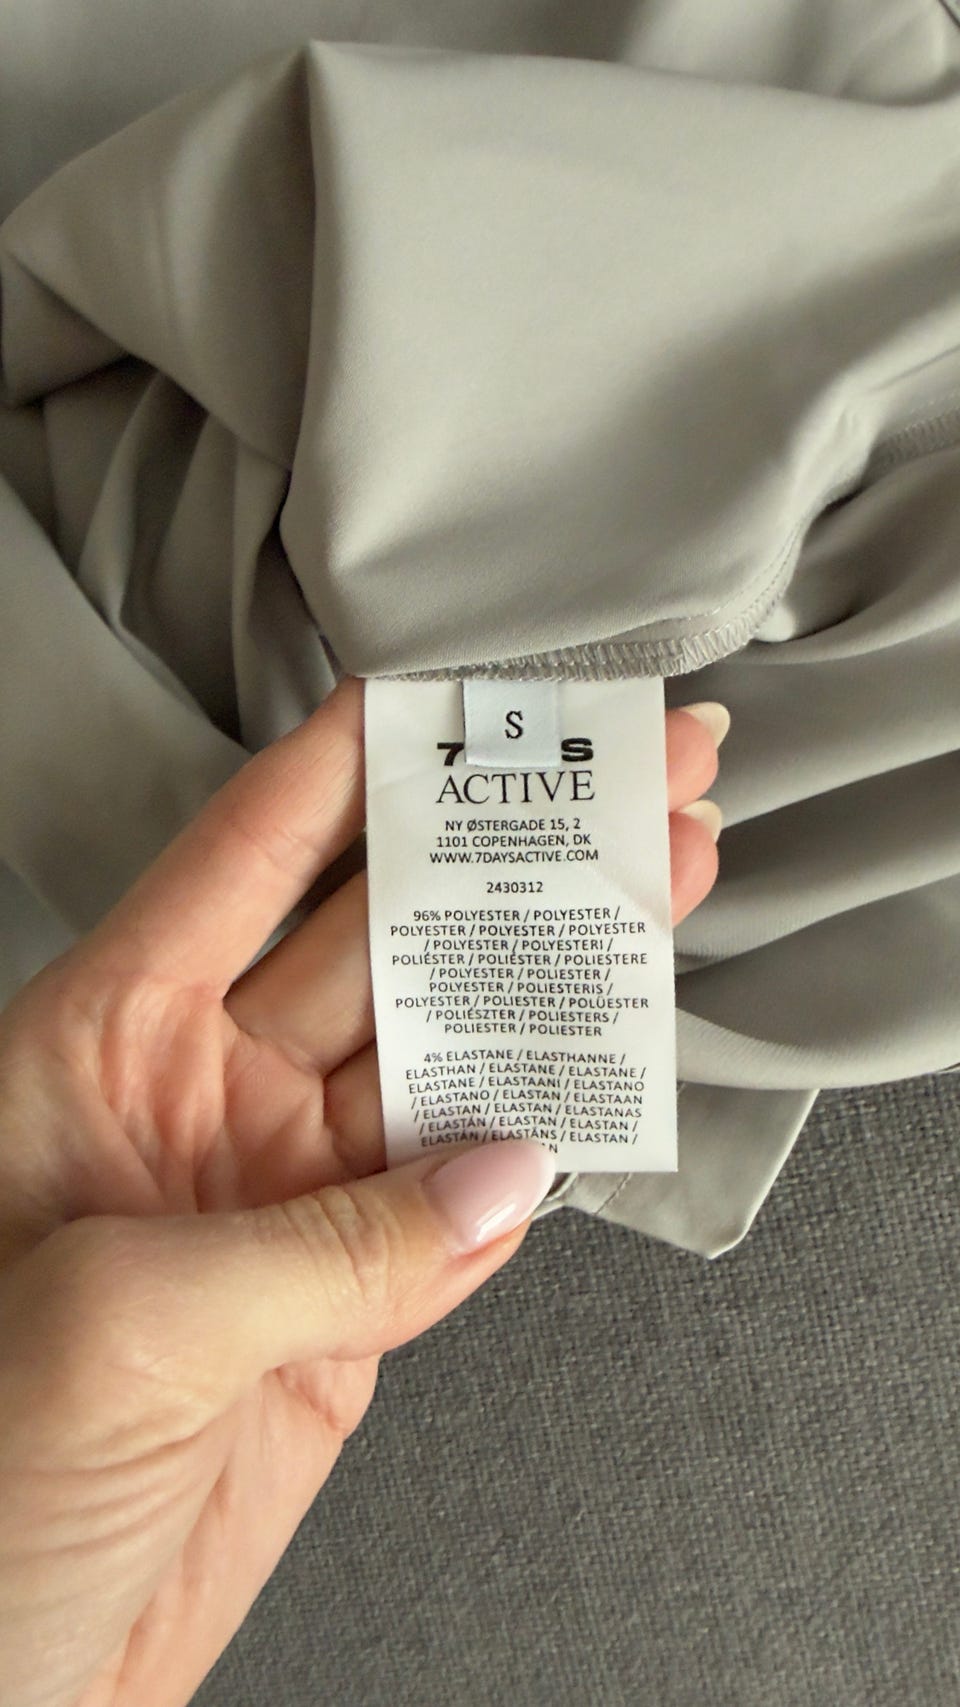 S
7 S
ACTIVE
NY ØSTERGADE 15, 2
1101 COPENHAGEN, DK
WWW.7DAYSACTIVE.COM
2430312
96% POLYESTER / POLYESTER /
POLYESTER / POLYESTER / POLYESTER
/ POLYESTER / POLYESTERI /
POLIÉSTER / POLIÉSTER / POLIESTERE
/ POLYESTER / POLIESTER /
POLYESTER / POLIESTERIS /
POLYESTER / POLIESTER / POLÜESTER
/ POLIÉSZTER / POLIESTERS /
POLIESTER / POLIESTER
4% ELASTANE / ELASTHANNE /
ELASTHAN / ELASTANE / ELASTANE /
ELASTANE / ELASTAANI / ELASTANO
/ ELASTANO / ELASTAN / ELASTAAN
/ ELASTAN / ELASTAN / ELASTANAS
/ ELASTÁN / ELASTAN / ELASTAN /
ELASTÁN / ELASTĀNS / ELASTAN /